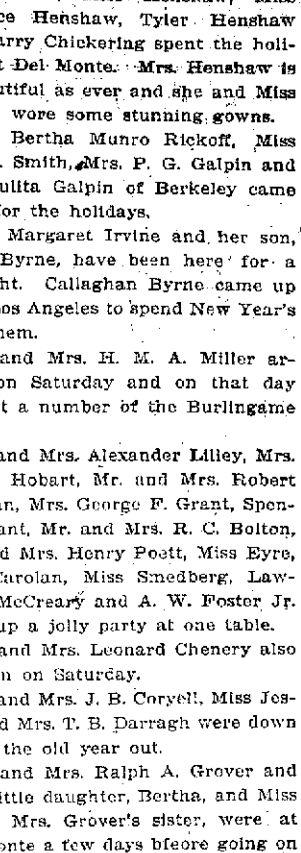 ce Henshaw, Tyler Henshaw
arry Chickering spent the holi-
t Del Monte. Mrs. Henshaw is
utiful as ever and she and Miss
wore some stunning gowns.
Bertha Munro Rickoff, Miss
. Smith, Mrs. P. G. Galpin and
ulita Galpin of Berkeley came
for the holidays.
Margaret Irvine and her son,
Byrne, have been here for a
ht. Callaghan Byrne came up
os Angeles to spend New Year's
hem.
and Mrs. H. M. A. Miller ar-
on Saturday and on that day
t a number of the Burlingame
and Mrs. Alexander Lilley, Mrs.
Hobart, Mr. and Mrs. Robert
an, Mrs. George F. Grant, Spen-
ant, Mr. and Mrs. R. C. Bolton,
d Mrs. Henry Poett, Miss Eyre,
Carolan, Miss Smedberg, Law-
McCreary and A. W. Foster Jr.
up a jolly party at one table.
and Mrs. Leonard Chenery also
n on Saturday.
and Mrs. J. B. Coryell, Miss Jos-
d Mrs. T. B. Darragh were down
the old year out.
and Mrs. Ralph A. Grover and
ittle daughter, Bertha, and Miss
Mrs. Grover's sister, were at
onte a few days bfeore going on